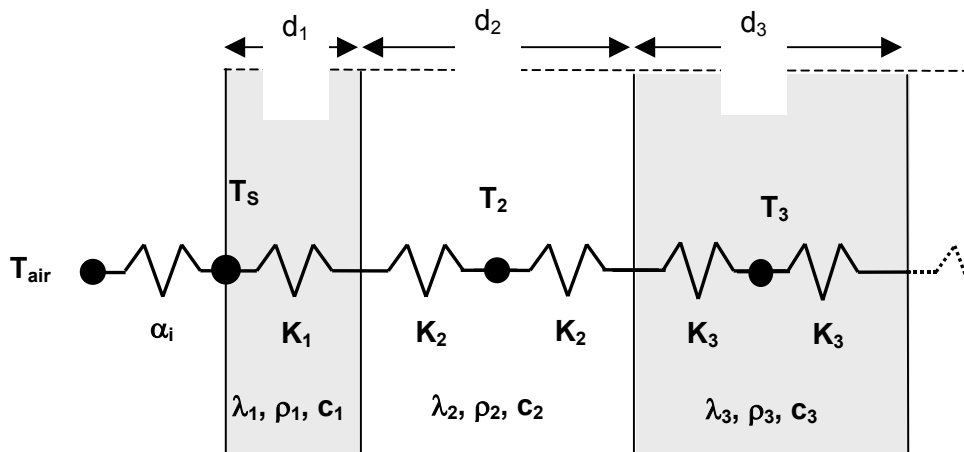 d₁ d₂ d₃
Tₛ T₂ T₃
Tₐᵢᵣ
αᵢ K₁ K₂ K₂ K₃ K₃
λ₁, ρ₁, c₁ λ₂, ρ₂, c₂ λ₃, ρ₃, c₃